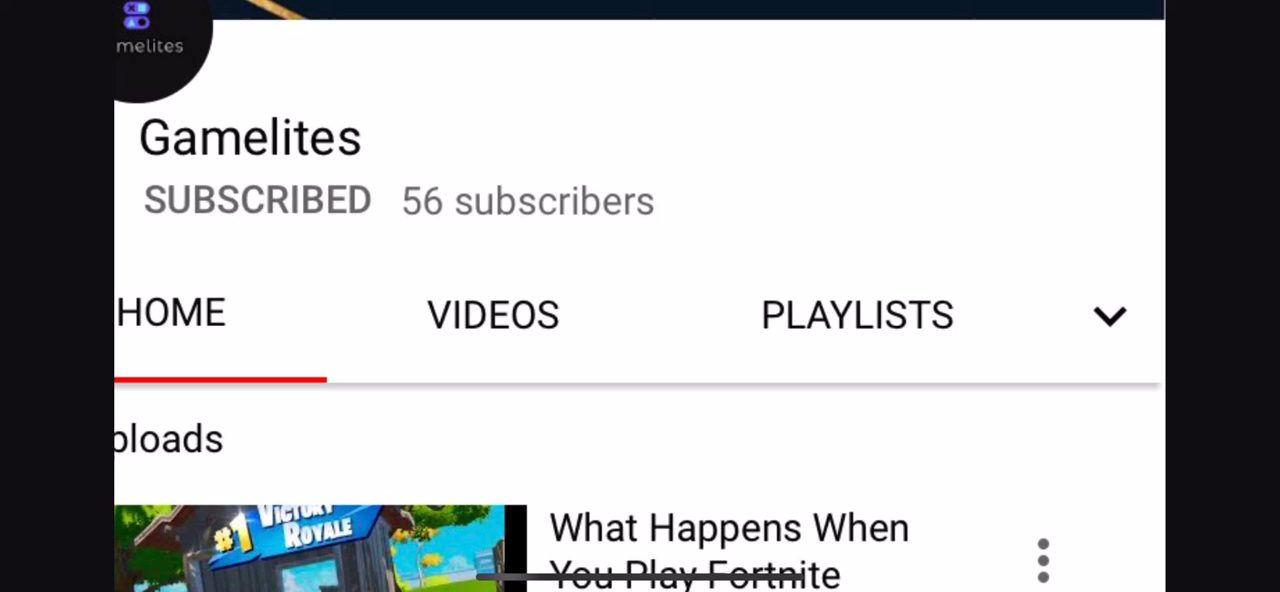 melites
Gamelites
SUBSCRIBED 56 subscribers
HOME VIDEOS PLAYLISTS
ploads
#1 VICTORY
ROYALE
What Happens When
You Play Fortnite